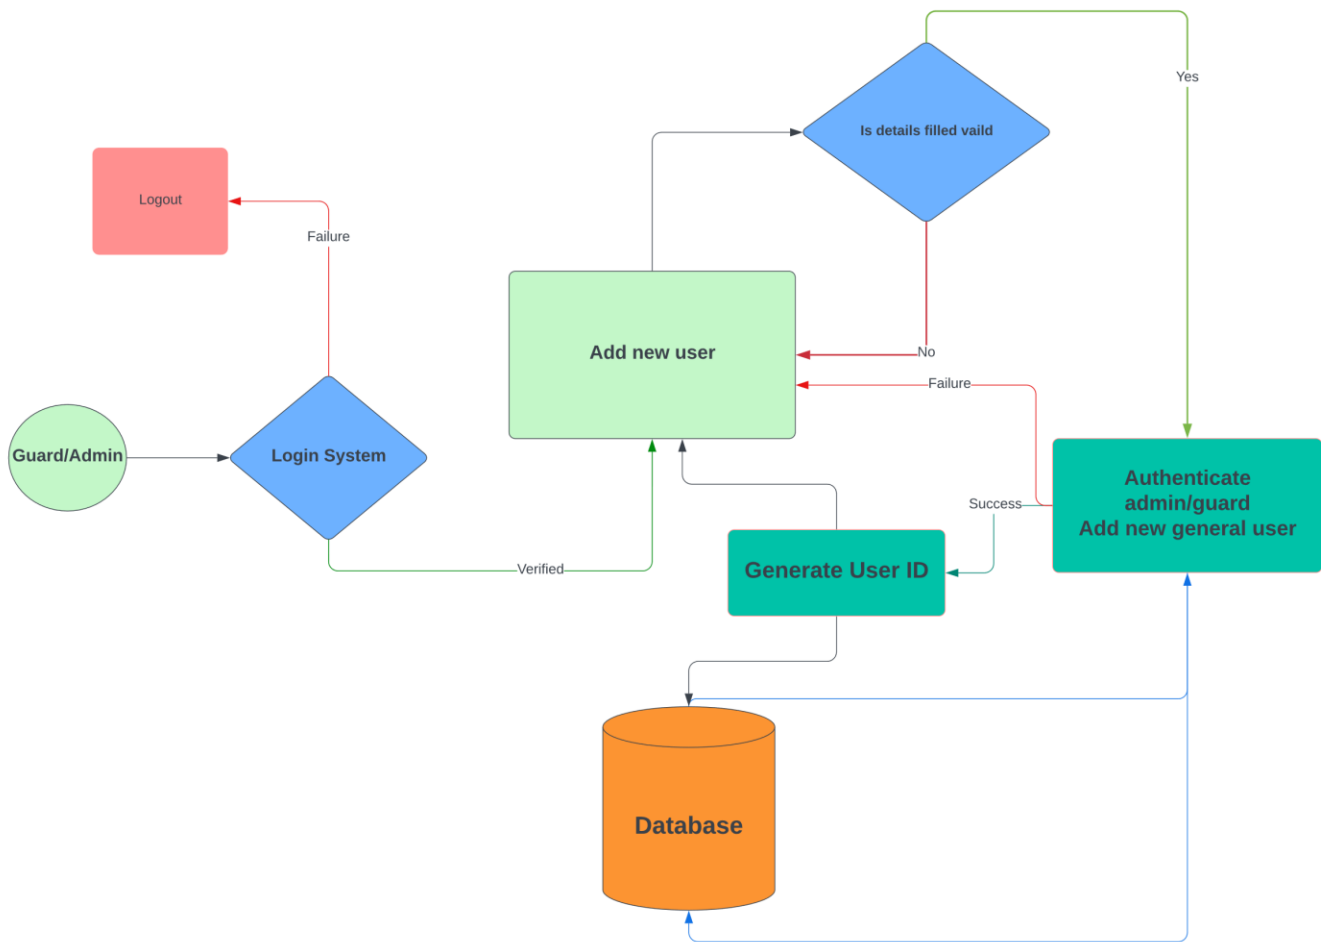 Yes
Is details filled vaild
Logout
Failure
Add new user
No
Failure
Guard/Admin
Login System
Authenticate
admin/guard
Add new general user
Success
Verified
Generate User ID
Database